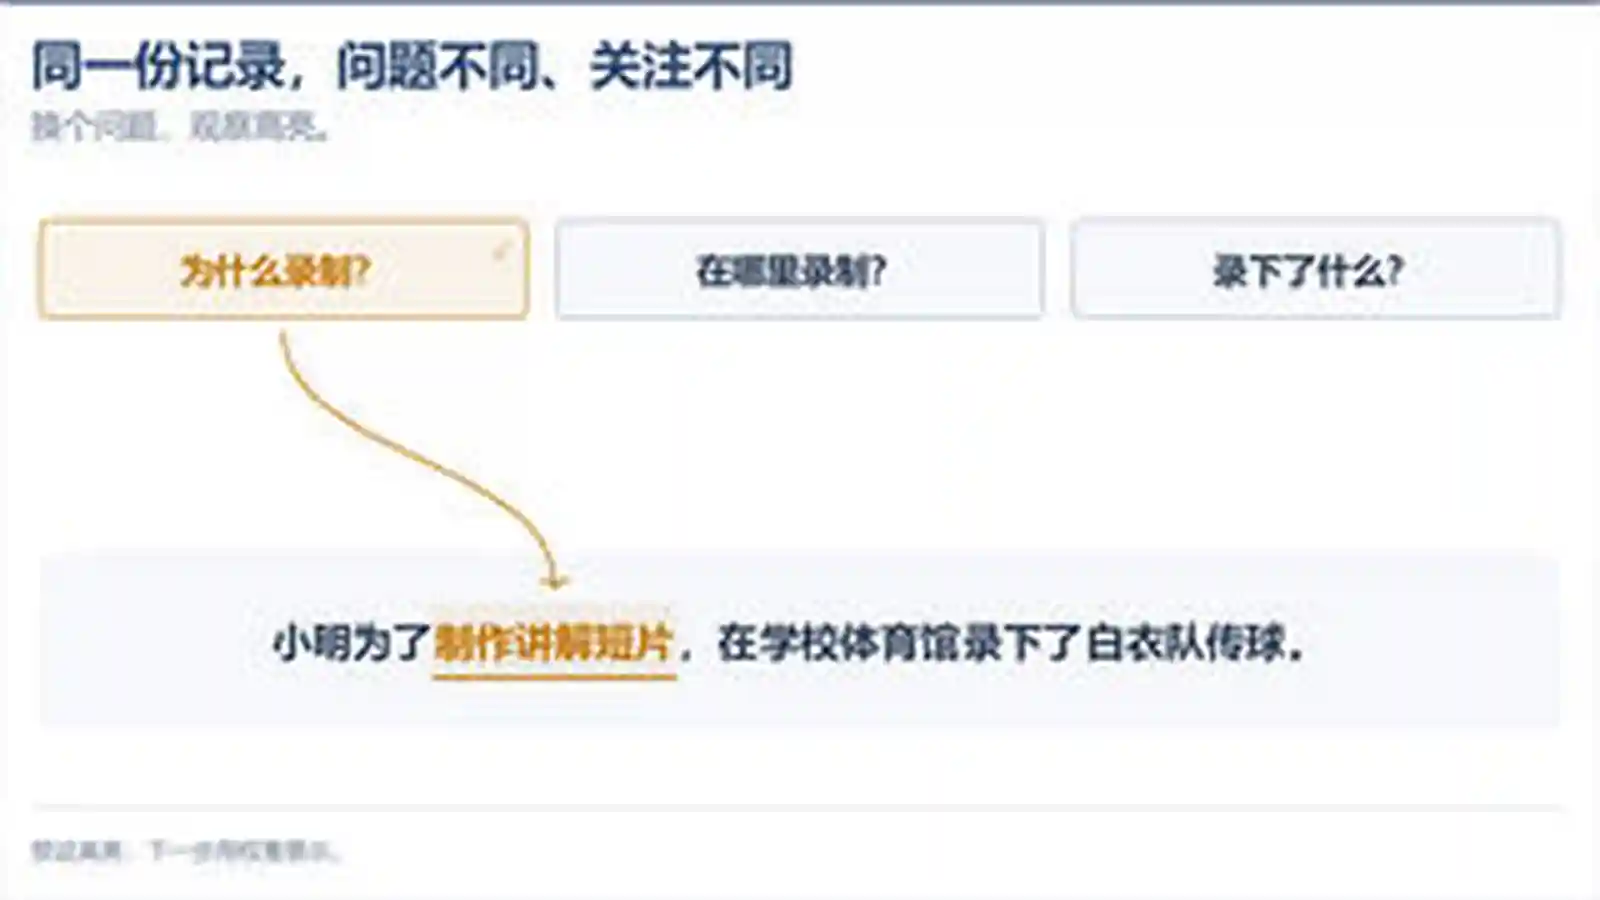 同一份记录，问题不同、关注不同
换个问题，观察高亮。
为什么录制？
在哪里录制？
录下了什么？
小明为了制作讲解短片，在学校体育馆录下了白衣队传球。